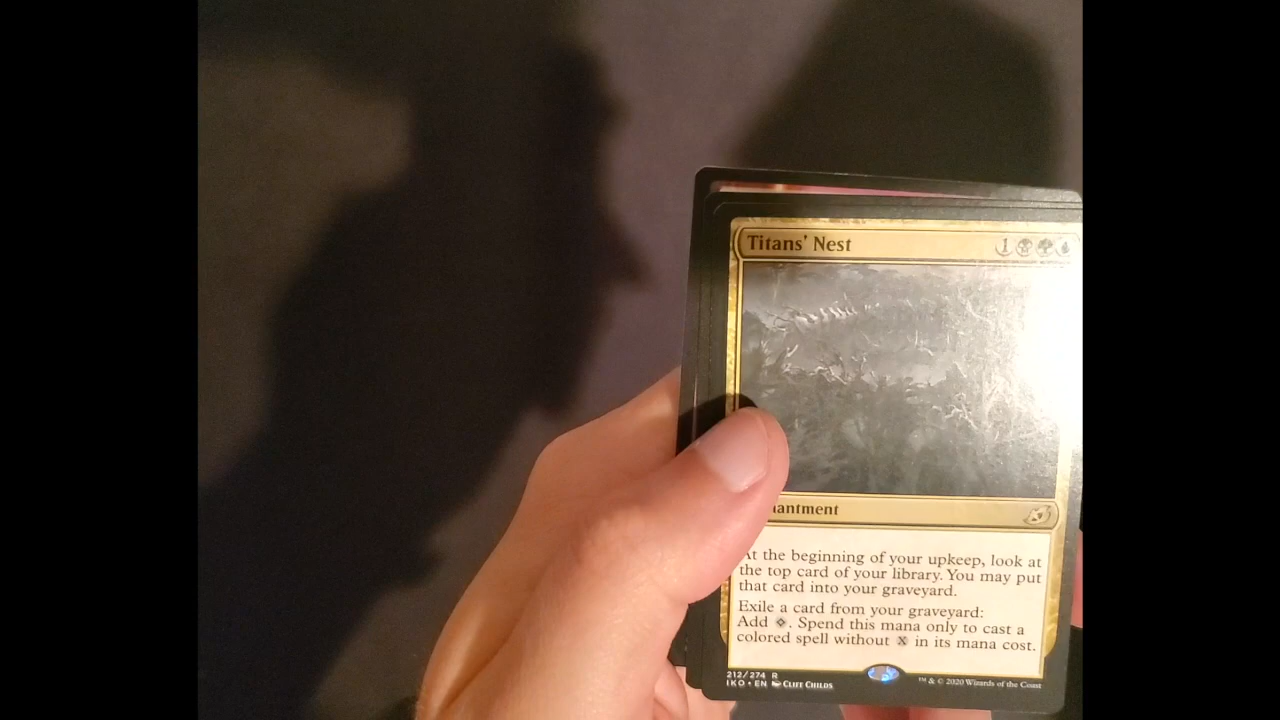 Titans' Nest 1
hantment
At the beginning of your upkeep, look at
the top card of your library. You may put
that card into your graveyard.
Exile a card from your graveyard:
Add . Spend this mana only to cast a
colored spell without X in its mana cost.
212/274 R
IKO • EN Cliff Childs
™ & © 2020 Wizards of the Coast